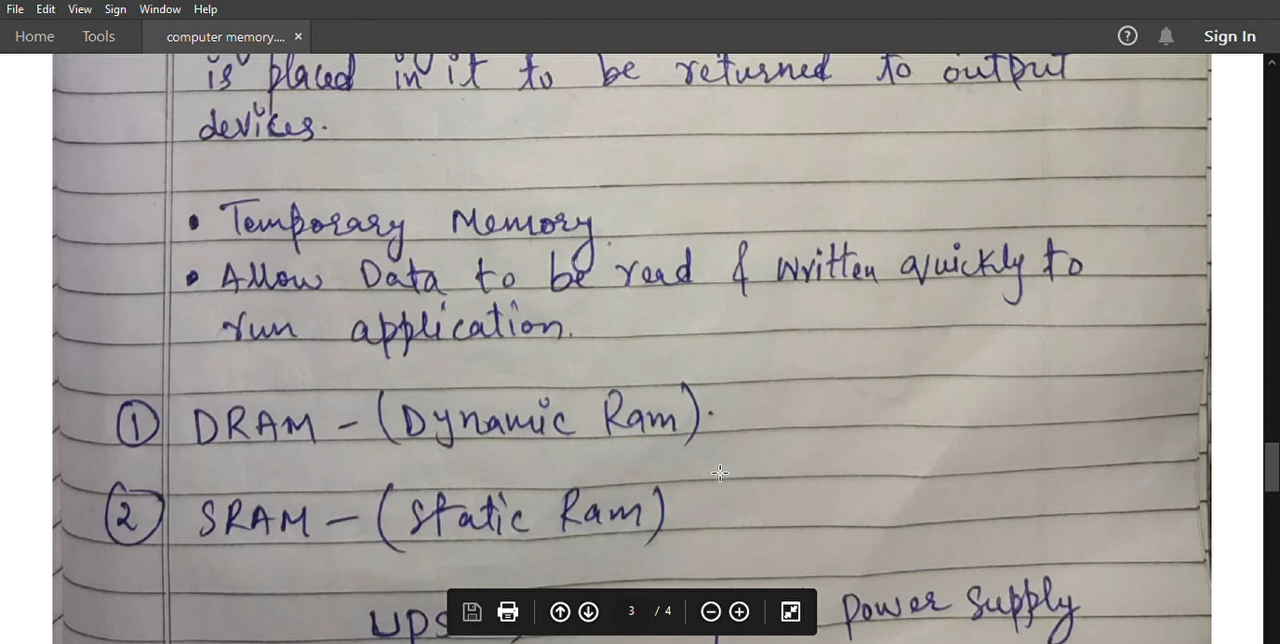 File Edit View Sign Window Help
Home Tools computer memory.... × Sign In
is placed in it to be returned to output
devices.
• Temporary Memory
• Allow Data to be read & written quickly to
run application.
① DRAM - (Dynamic Ram).
② SRAM - (Static Ram)
UPS power supply
3 / 4